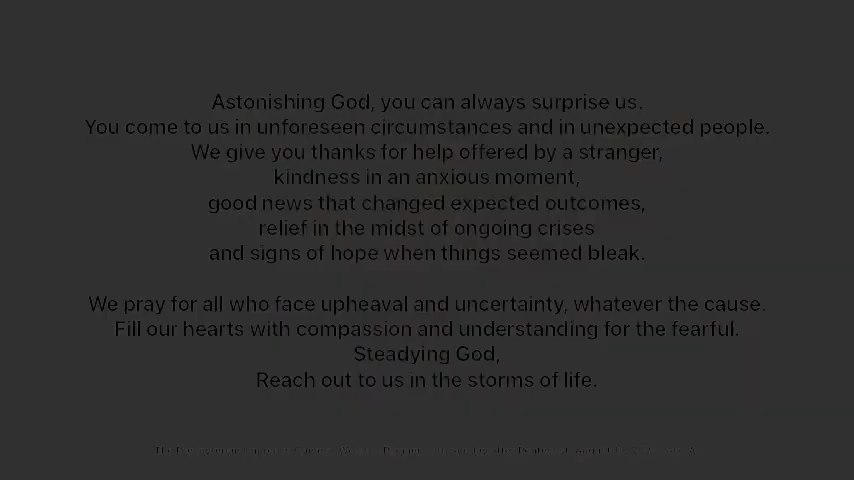 Astonishing God, you can always surprise us.
You come to us in unforeseen circumstances and in unexpected people.
We give you thanks for help offered by a stranger,
kindness in an anxious moment,
good news that changed expected outcomes,
relief in the midst of ongoing crises
and signs of hope when things seemed bleak.
We pray for all who face upheaval and uncertainty, whatever the cause.
Fill our hearts with compassion and understanding for the fearful.
Steadying God,
Reach out to us in the storms of life.